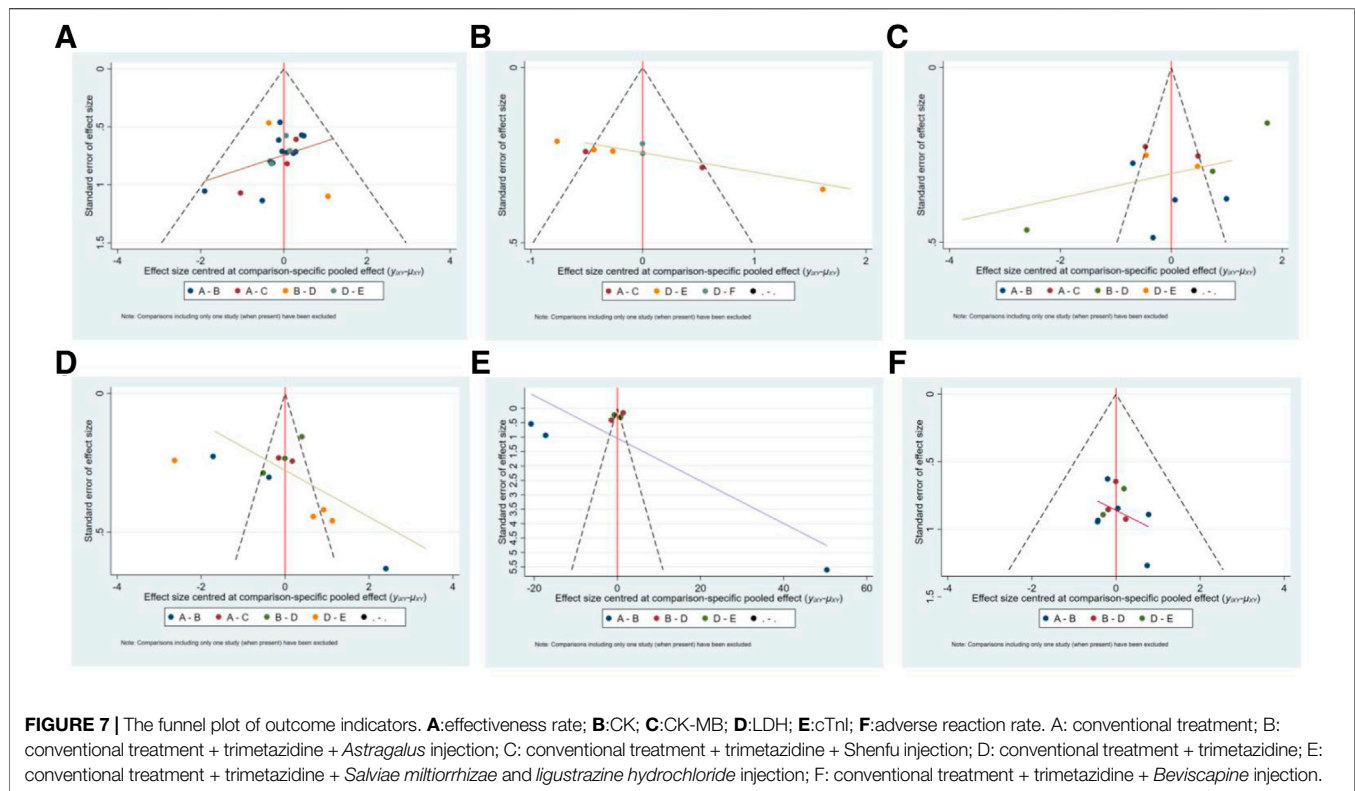 A
0
.5
1
1.5
Standard error of effect size
-4
-2
0
2
4
Effect size centred at comparison-specific pooled effect (yiXY-μXY)
A - B
A - C
B - D
D - E
Note: Comparisons including only one study (when present) have been excluded
B
0
.5
Standard error of effect size
-1
0
1
2
Effect size centred at comparison-specific pooled effect (yiXY-μXY)
A - C
D - E
D - F
. - .
Note: Comparisons including only one study (when present) have been excluded
C
0
.5
Standard error of effect size
-4
-2
0
2
Effect size centred at comparison-specific pooled effect (yiXY-μXY)
A - B
A - C
B - D
D - E
. - .
Note: Comparisons including only one study (when present) have been excluded
D
0
.5
Standard error of effect size
-4
-2
0
2
4
Effect size centred at comparison-specific pooled effect (yiXY-μXY)
A - B
A - C
B - D
D - E
. - .
Note: Comparisons including only one study (when present) have been excluded
E
0
.5
1
1.5
2
2.5
3
3.5
4
4.5
5
5.5
Standard error of effect size
-20
0
20
40
60
Effect size centred at comparison-specific pooled effect (yiXY-μXY)
A - B
B - D
D - E
. - .
Note: Comparisons including only one study (when present) have been excluded
F
0
.5
1
1.5
Standard error of effect size
-4
-2
0
2
4
Effect size centred at comparison-specific pooled effect (yiXY-μXY)
A - B
B - D
D - E
Note: Comparisons including only one study (when present) have been excluded
FIGURE 7 | The funnel plot of outcome indicators. A:effectiveness rate; B:CK; C:CK-MB; D:LDH; E:cTnI; F:adverse reaction rate. A: conventional treatment; B:
conventional treatment + trimetazidine + Astragalus injection; C: conventional treatment + trimetazidine + Shenfu injection; D: conventional treatment + trimetazidine; E:
conventional treatment + trimetazidine + Salviae miltiorrhizae and ligustrazine hydrochloride injection; F: conventional treatment + trimetazidine + Beviscapine injection.